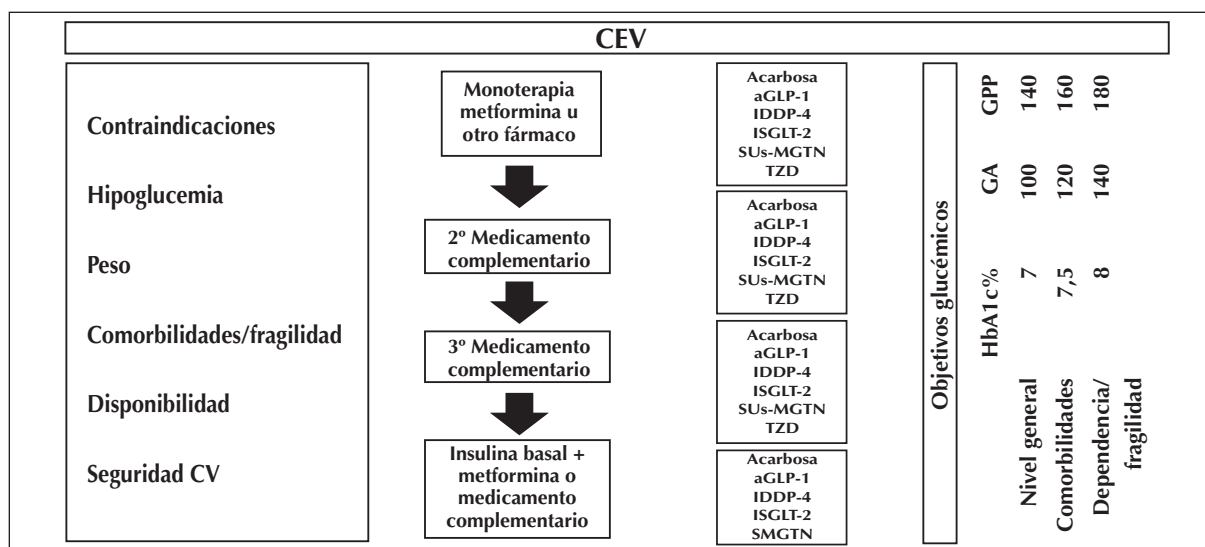 CEV
Contraindicaciones
Hipoglucemia
Peso
Comorbilidades/fragilidad
Disponibilidad
Seguridad CV
Monoterapia
metformina u
otro fármaco
2º Medicamento
complementario
3º Medicamento
complementario
Insulina basal +
metformina o
medicamento
complementario
Acarbosa
aGLP-1
IDDP-4
ISGLT-2
SUs-MGTN
TZD
Acarbosa
aGLP-1
IDDP-4
ISGLT-2
SUs-MGTN
TZD
Acarbosa
aGLP-1
IDDP-4
ISGLT-2
SUs-MGTN
TZD
Acarbosa
aGLP-1
IDDP-4
ISGLT-2
SMGTN
Objetivos glucémicos
HbA1c% GA GPP
Nivel general 7 100 140
Comorbilidades 7,5 120 160
Dependencia/ 8 140 180
fragilidad